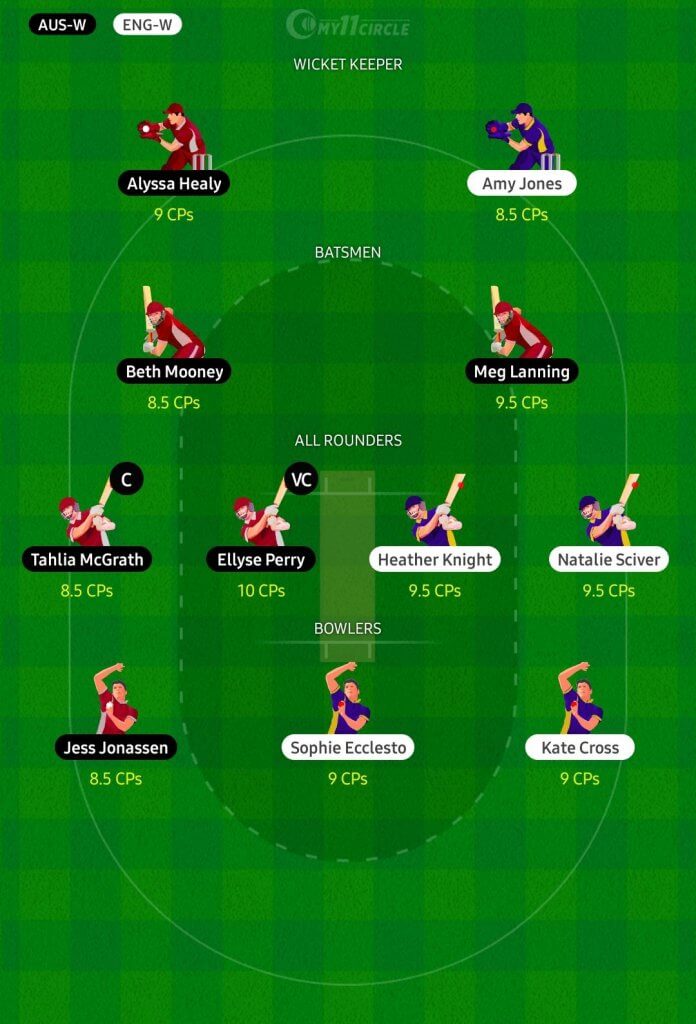 AUS-W ENG-W MY11CIRCLE
WICKET KEEPER
Alyssa Healy Amy Jones
9 CPs 8.5 CPs
BATSMEN
Beth Mooney Meg Lanning
8.5 CPs 9.5 CPs
ALL ROUNDERS
C VC
Tahlia McGrath Ellyse Perry Heather Knight Natalie Sciver
8.5 CPs 10 CPs 9.5 CPs 9.5 CPs
BOWLERS
Jess Jonassen Sophie Ecclesto Kate Cross
8.5 CPs 9 CPs 9 CPs